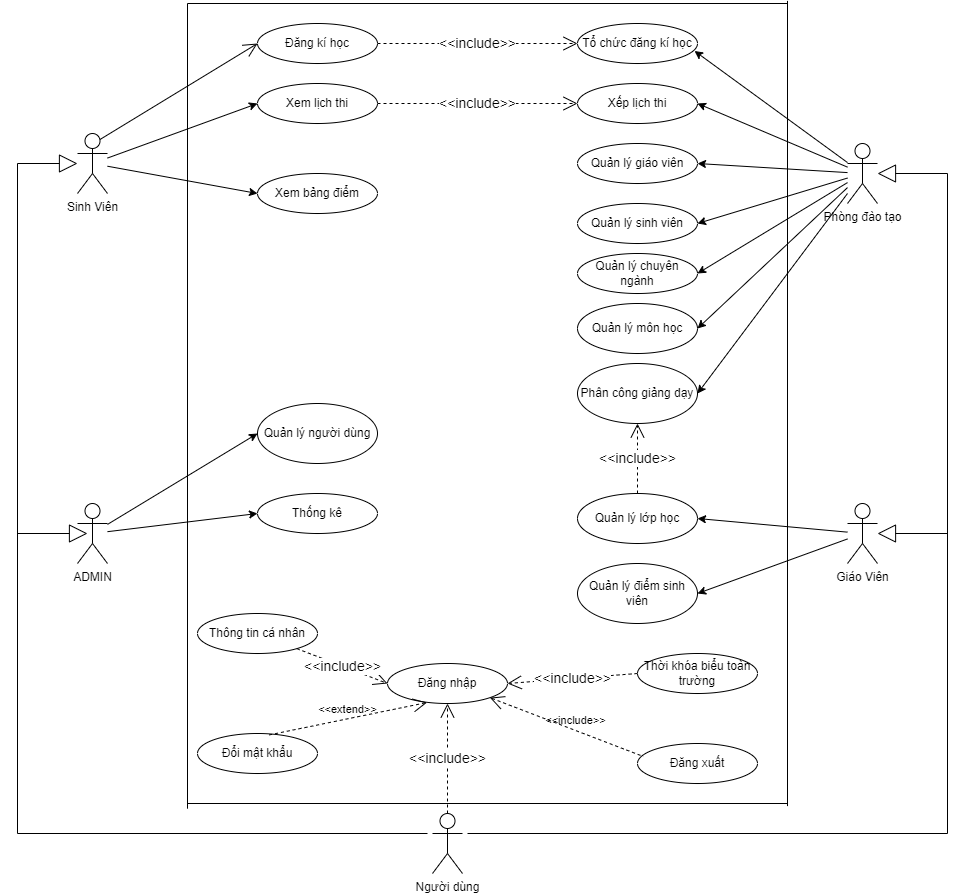 Đăng kí học
<<include>>
Tổ chức đăng kí học
Xem lịch thi
<<include>>
Xếp lịch thi
Quản lý giáo viên
Sinh Viên
Xem bảng điểm
Phòng đào tạo
Quản lý sinh viên
Quản lý chuyên
ngành
Quản lý môn học
Phân công giảng dạy
Quản lý người dùng
<<include>>
Thống kê
Quản lý lớp học
ADMIN
Giáo Viên
Quản lý điểm sinh
viên
Thông tin cá nhân
<<include>>
Đăng nhập
<<include>>
Thời khóa biểu toàn
trường
<<extend>>
<<include>>
Đổi mật khẩu
<<include>>
Đăng xuất
Người dùng